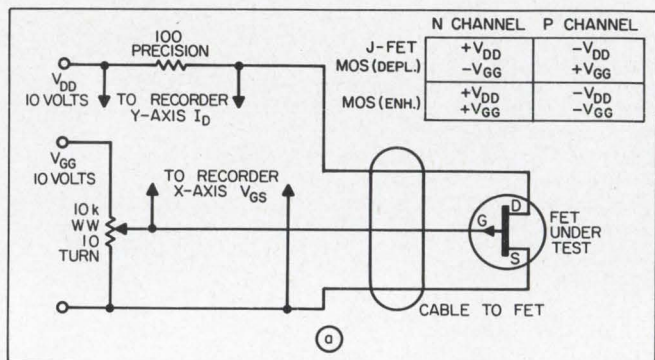 N CHANNEL P CHANNEL
J-FET +V_DD -V_DD
MOS (DEPL.) -V_GG +V_GG
MOS (ENH.) +V_DD -V_DD
+V_GG -V_GG
100
PRECISION
V_DD
10 VOLTS
TO RECORDER
Y-AXIS I_D
V_GG
10 VOLTS
TO RECORDER
X-AXIS V_GS
10k
WW
10
TURN
D
G
S
FET
UNDER
TEST
CABLE TO FET
a